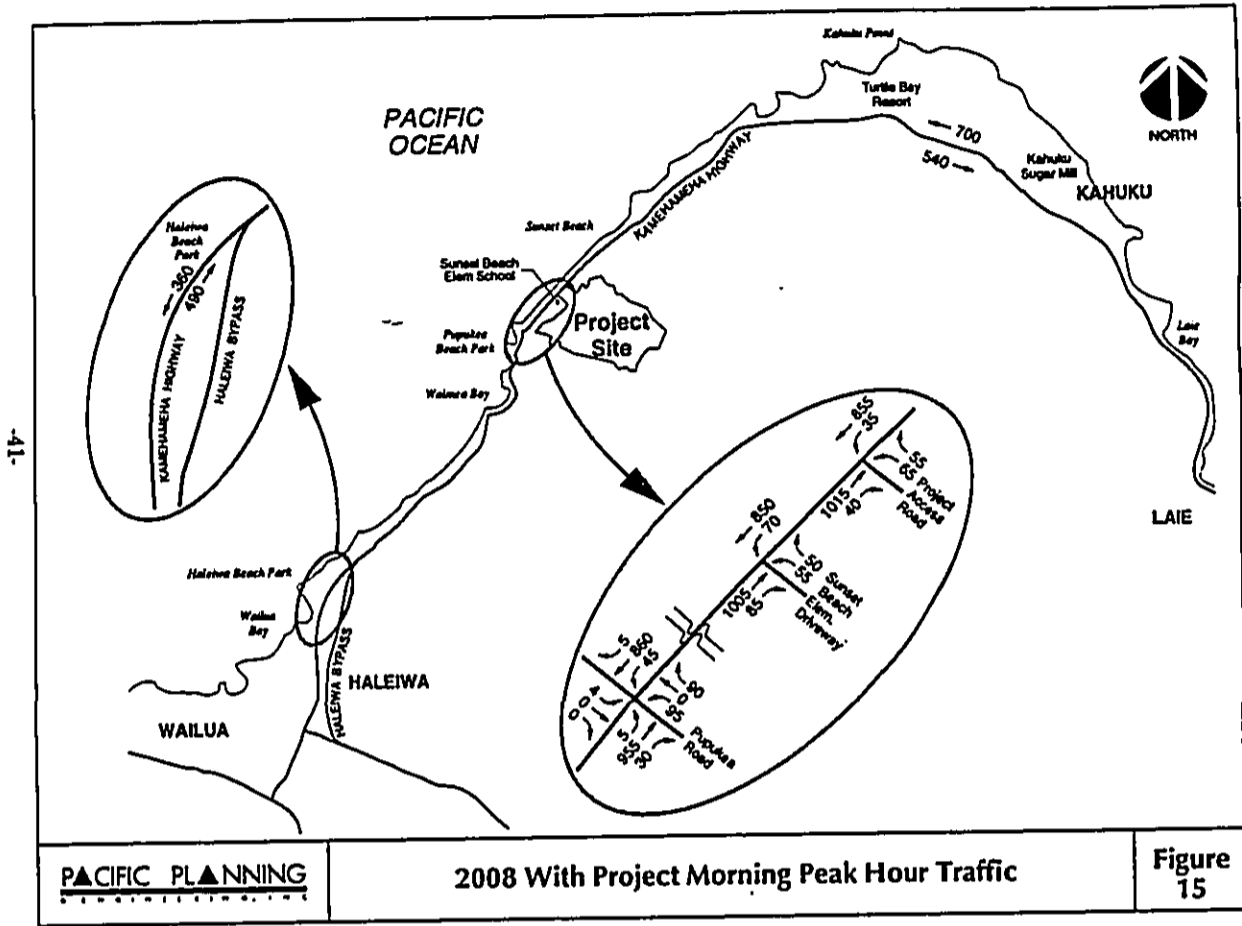 Kahuku Point
PACIFIC
OCEAN
Turtle Bay
Resort
NORTH
700
540
Kahuku
Sugar Mill
KAHUKU
KAMEHAMEHA HIGHWAY
Haleiwa
Beach
Park
360
490
KAMEHAMEHA HIGHWAY
HALEIWA BYPASS
Sunset Beach
Sunset Beach
Elem School
Project
Site
Pupukea
Beach Park
Waimea Bay
Laie
Bay
LAIE
-41-
855
35
55
65
Project
Access
Road
1015
40
850
70
50
55
Sunset
Beach
Elem.
Driveway
1005
85
5
860
45
90
0
95
Pupukea
Road
4
0
0
5
955
30
Haleiwa Beach Park
Wailua
Bay
HALEIWA BYPASS
HALEIWA
WAILUA
PACIFIC PLANNING
&
ENGINEERING, INC
2008 With Project Morning Peak Hour Traffic
Figure
15